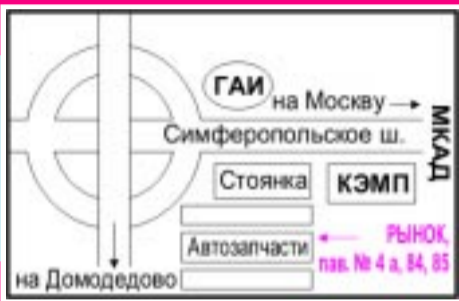 ГАИ
на Москву
МКАД
Симферопольское ш.
Стоянка
КЭМП
Автозапчасти
РЫНОК,
пав. № 4 а, 84, 85
на Домодедово